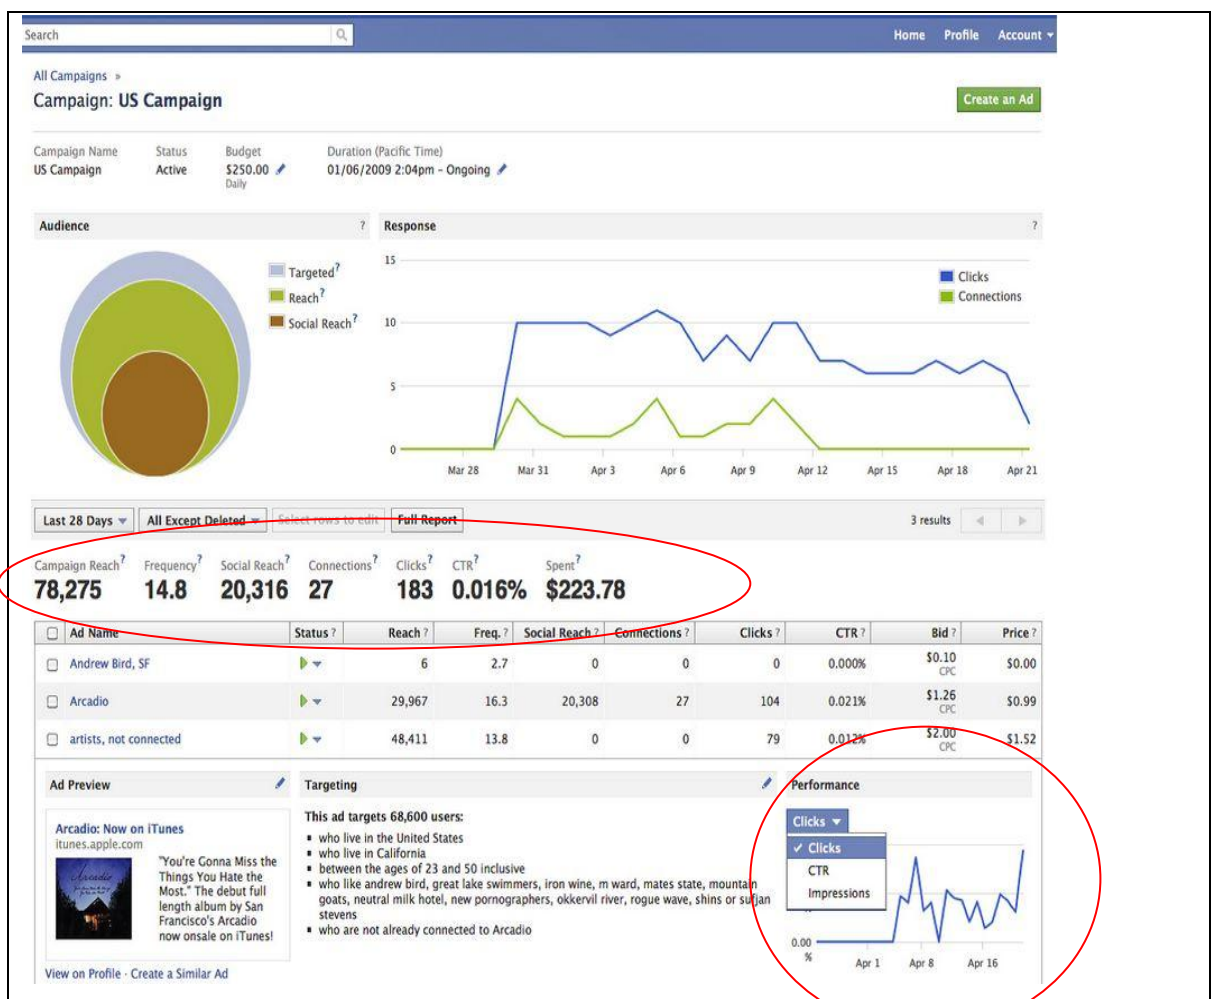 Search
Home Profile Account
All Campaigns »
Campaign: US Campaign
Create an Ad
Campaign Name Status Budget Duration (Pacific Time)
US Campaign Active $250.00 01/06/2009 2:04pm – Ongoing
Daily
Audience ? Response ?
Targeted?
Reach?
Social Reach?
15
10
5
0
Clicks
Connections
Mar 28 Mar 31 Apr 3 Apr 6 Apr 9 Apr 12 Apr 15 Apr 18 Apr 21
Last 28 Days All Except Deleted Select rows to edit Full Report 3 results
Campaign Reach? Frequency? Social Reach? Connections? Clicks? CTR? Spent?
78,275 14.8 20,316 27 183 0.016% $223.78
Ad Name Status ? Reach ? Freq. ? Social Reach ? Connections ? Clicks ? CTR ? Bid ? Price ?
Andrew Bird, SF 6 2.7 0 0 0 0.000% $0.10 CPC $0.00
Arcadio 29,967 16.3 20,308 27 104 0.021% $1.26 CPC $0.99
artists, not connected 48,411 13.8 0 0 79 0.012% $2.00 CPC $1.52
Ad Preview Targeting Performance
Arcadio: Now on iTunes
itunes.apple.com
Arcadio
"You're Gonna Miss the
Things You Hate the
Most." The debut full
length album by San
Francisco's Arcadio
now onsale on iTunes!
View on Profile · Create a Similar Ad
This ad targets 68,600 users:
▪ who live in the United States
▪ who live in California
▪ between the ages of 23 and 50 inclusive
▪ who like andrew bird, great lake swimmers, iron wine, m ward, mates state, mountain
goats, neutral milk hotel, new pornographers, okkervil river, rogue wave, shins or sufjan
stevens
▪ who are not already connected to Arcadio
Clicks
✓ Clicks
CTR
Impressions
0.00
%
Apr 1 Apr 8 Apr 16